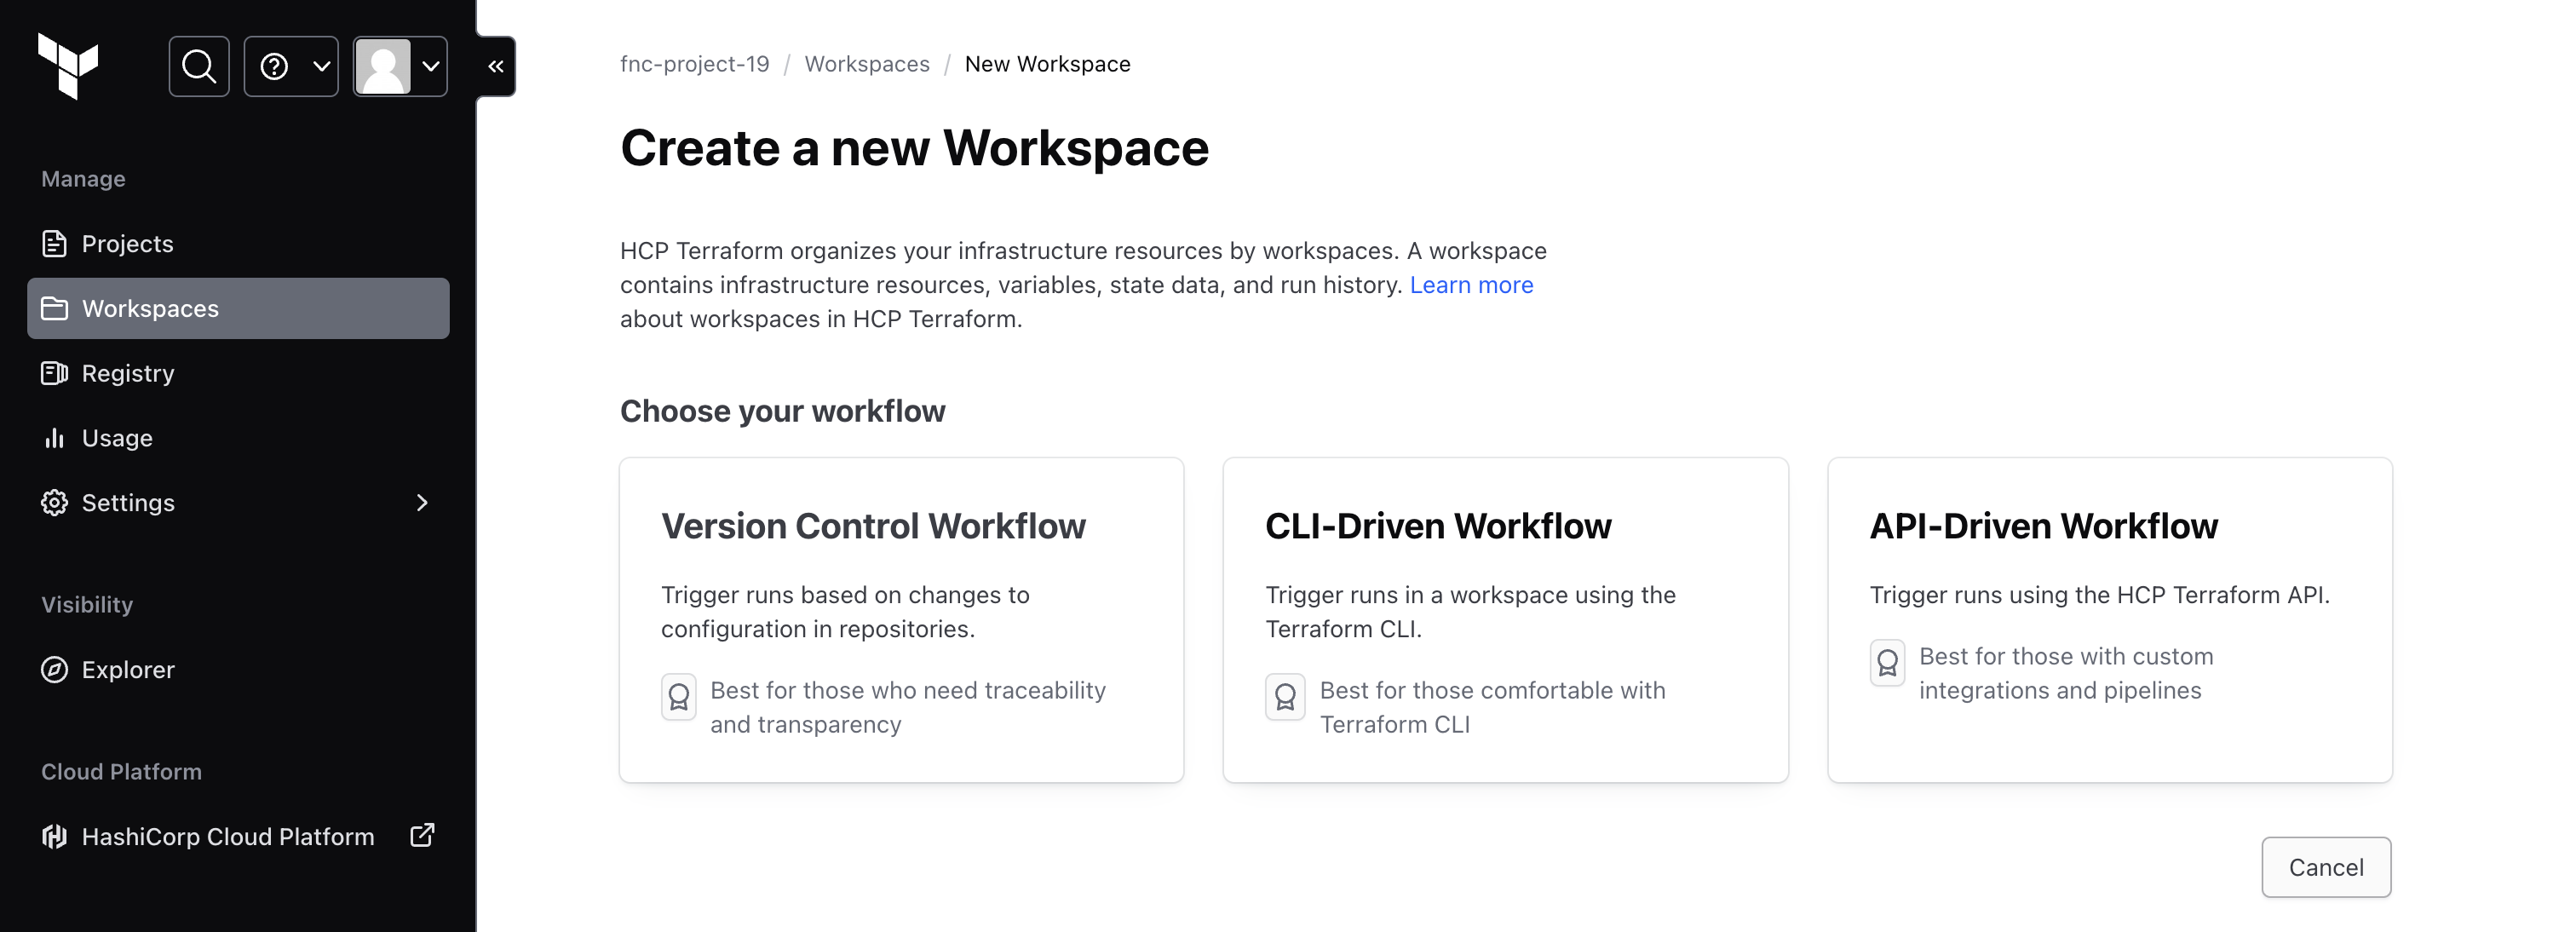 Manage
Projects
Workspaces
Registry
Usage
Settings
Visibility
Explorer
Cloud Platform
HashiCorp Cloud Platform
fnc-project-19 / Workspaces / New Workspace
Create a new Workspace
HCP Terraform organizes your infrastructure resources by workspaces. A workspace
contains infrastructure resources, variables, state data, and run history. Learn more
about workspaces in HCP Terraform.
Choose your workflow
Version Control Workflow
Trigger runs based on changes to
configuration in repositories.
Best for those who need traceability
and transparency
CLI-Driven Workflow
Trigger runs in a workspace using the
Terraform CLI.
Best for those comfortable with
Terraform CLI
API-Driven Workflow
Trigger runs using the HCP Terraform API.
Best for those with custom
integrations and pipelines
Cancel